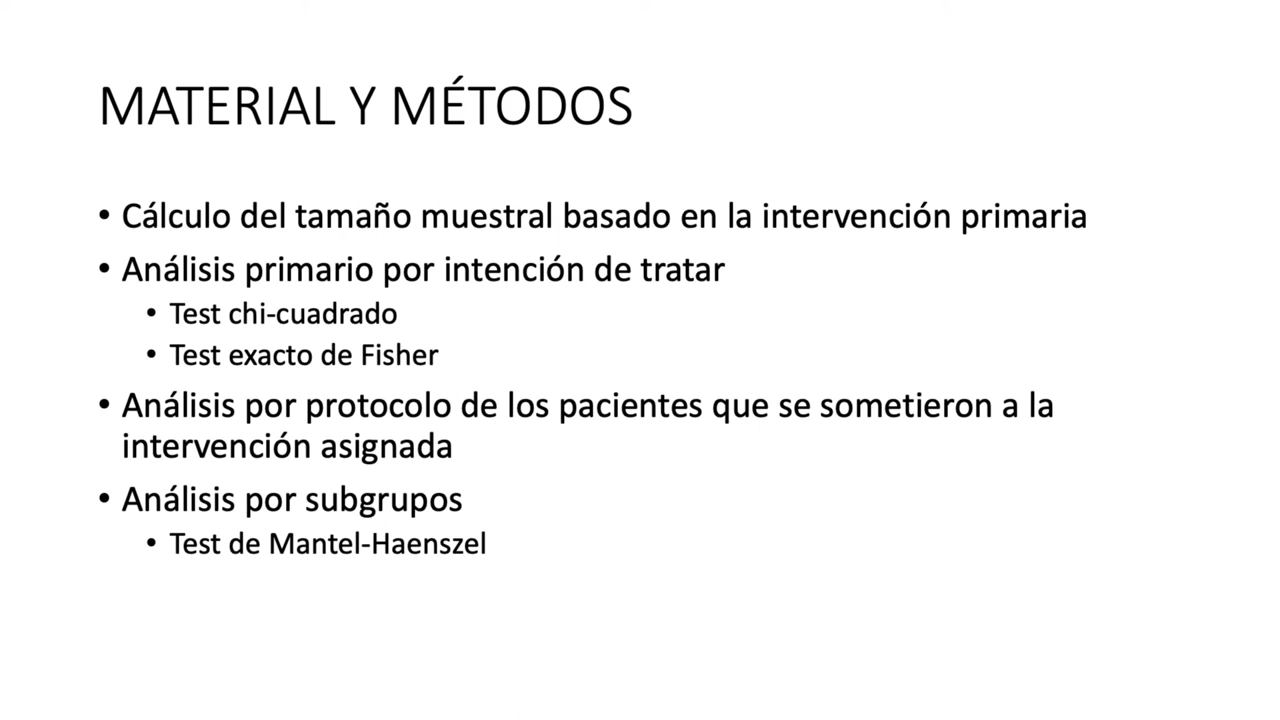 MATERIAL Y MÉTODOS
• Cálculo del tamaño muestral basado en la intervención primaria
• Análisis primario por intención de tratar
• Test chi-cuadrado
• Test exacto de Fisher
• Análisis por protocolo de los pacientes que se sometieron a la
intervención asignada
• Análisis por subgrupos
• Test de Mantel-Haenszel